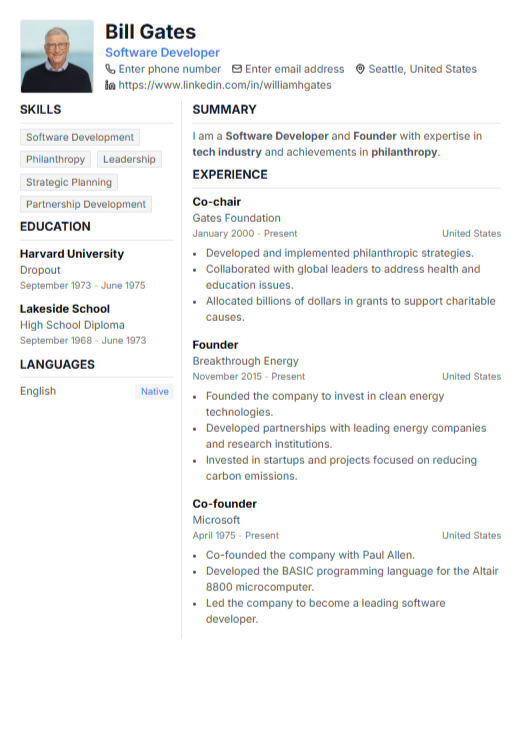 Bill Gates
Software Developer
Enter phone number Enter email address Seattle, United States
https://www.linkedin.com/in/williamhgates
SKILLS
Software Development
Philanthropy Leadership
Strategic Planning
Partnership Development
EDUCATION
Harvard University
Dropout
September 1973 - June 1975
Lakeside School
High School Diploma
September 1968 - June 1973
LANGUAGES
English Native
SUMMARY
I am a Software Developer and Founder with expertise in
tech industry and achievements in philanthropy.
EXPERIENCE
Co-chair
Gates Foundation
January 2000 - Present United States
• Developed and implemented philanthropic strategies.
• Collaborated with global leaders to address health and
education issues.
• Allocated billions of dollars in grants to support charitable
causes.
Founder
Breakthrough Energy
November 2015 - Present United States
• Founded the company to invest in clean energy
technologies.
• Developed partnerships with leading energy companies
and research institutions.
• Invested in startups and projects focused on reducing
carbon emissions.
Co-founder
Microsoft
April 1975 - Present United States
• Co-founded the company with Paul Allen.
• Developed the BASIC programming language for the Altair
8800 microcomputer.
• Led the company to become a leading software
developer.